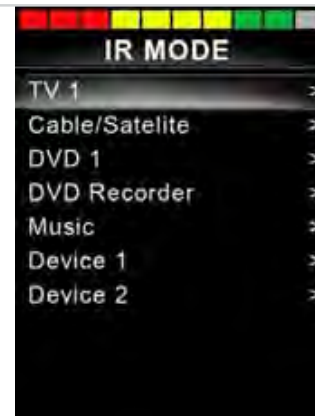 IR MODE
TV 1 >
Cable/Satelite >
DVD 1 >
DVD Recorder >
Music >
Device 1 >
Device 2 >